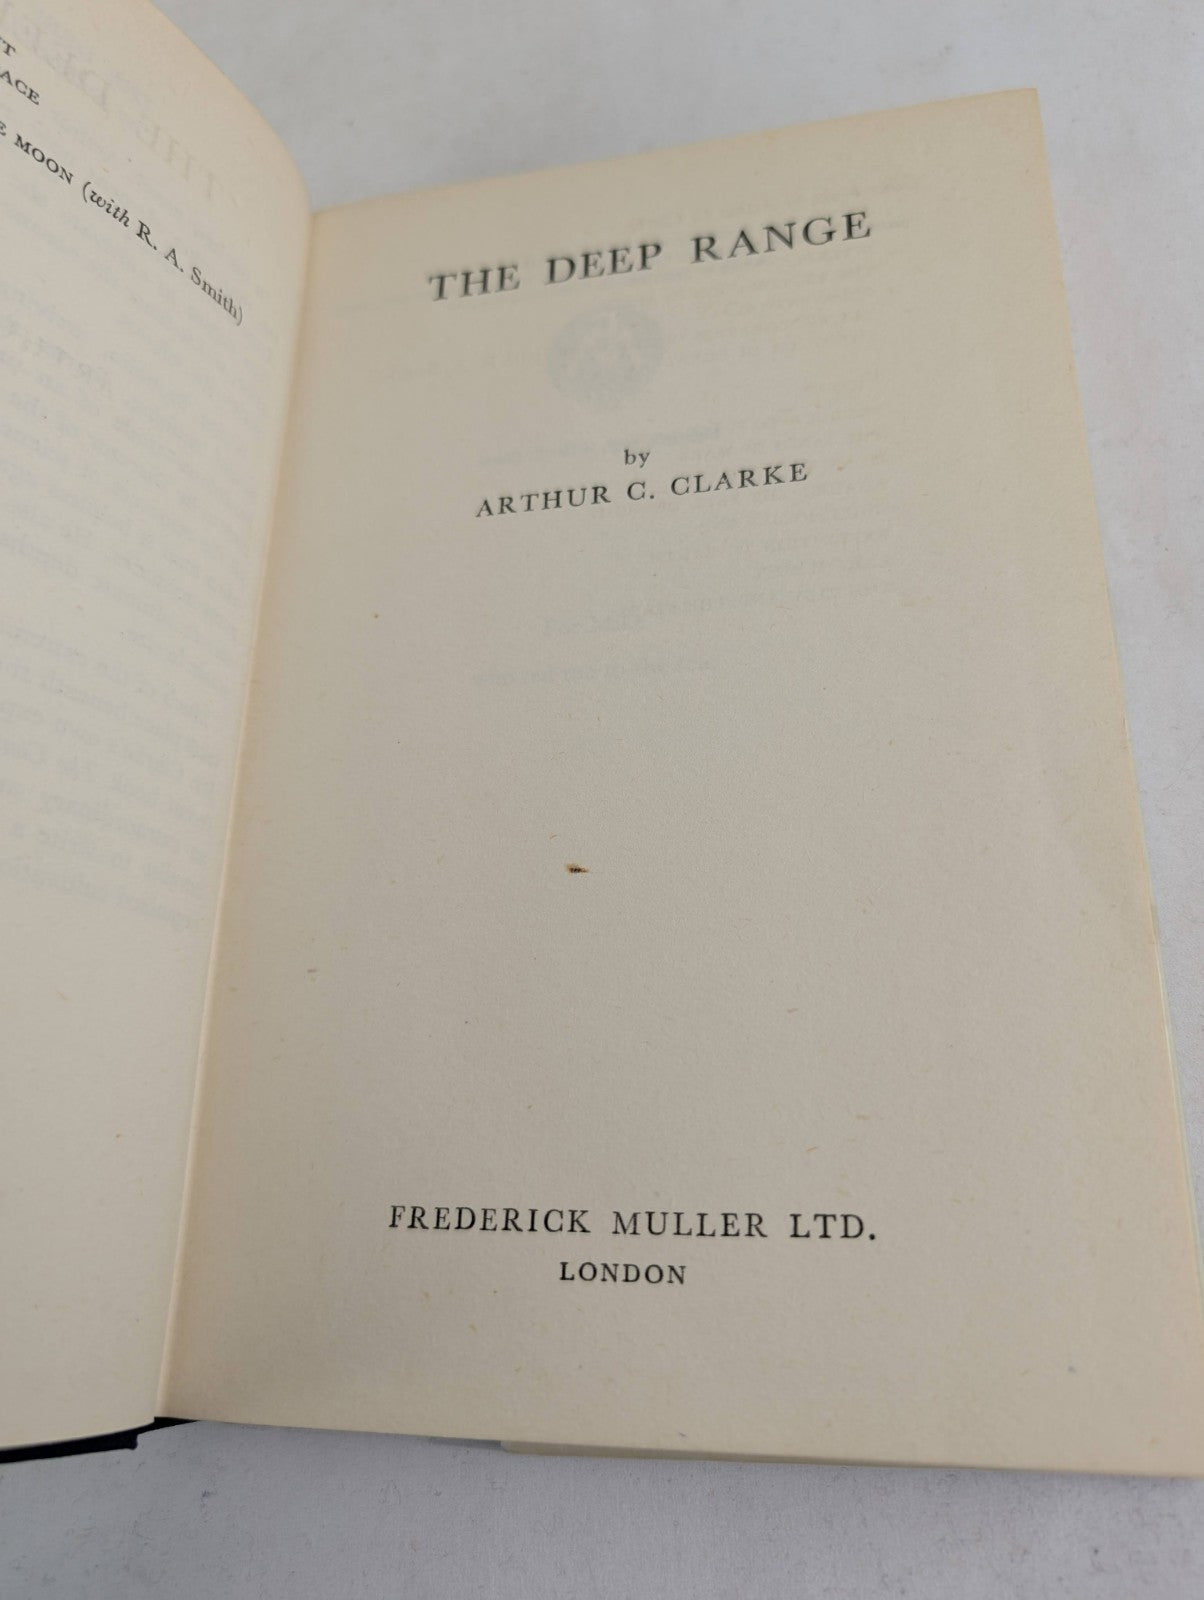 ACE
MOON (with R. A. Smith)
THE DEEP RANGE
by
ARTHUR C. CLARKE
FREDERICK MULLER LTD.
LONDON